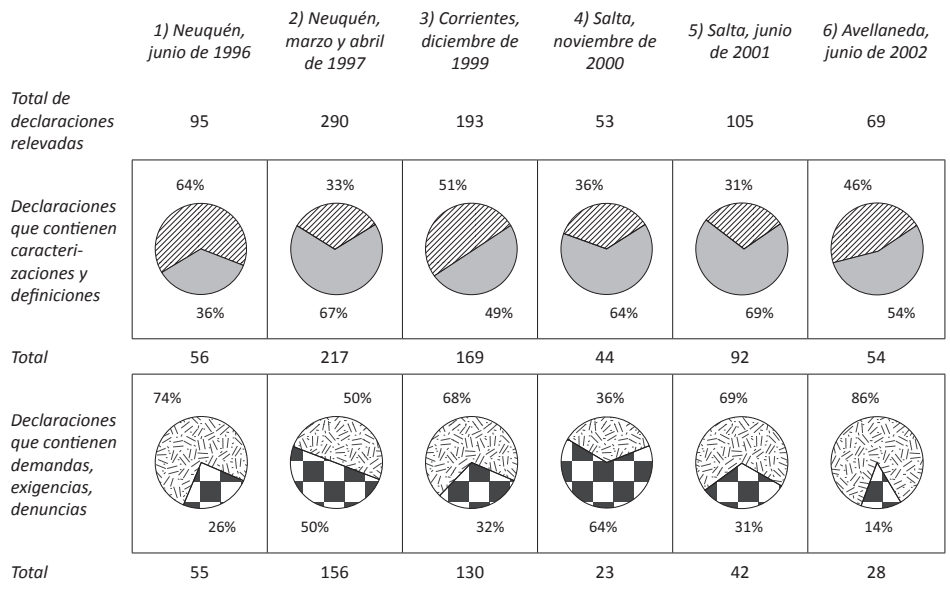 1) Neuquén,
junio de 1996
2) Neuquén,
marzo y abril
de 1997
3) Corrientes,
diciembre de
1999
4) Salta,
noviembre de
2000
5) Salta, junio
de 2001
6) Avellaneda,
junio de 2002
Total de
declaraciones
relevadas
95 290 193 53 105 69
Declaraciones
que contienen
caracteri-
zaciones y
definiciones
64% 33% 51% 36% 31% 46%
36% 67% 49% 64% 69% 54%
Total 56 217 169 44 92 54
Declaraciones
que contienen
demandas,
exigencias,
denuncias
74% 50% 68% 36% 69% 86%
26% 50% 32% 64% 31% 14%
Total 55 156 130 23 42 28